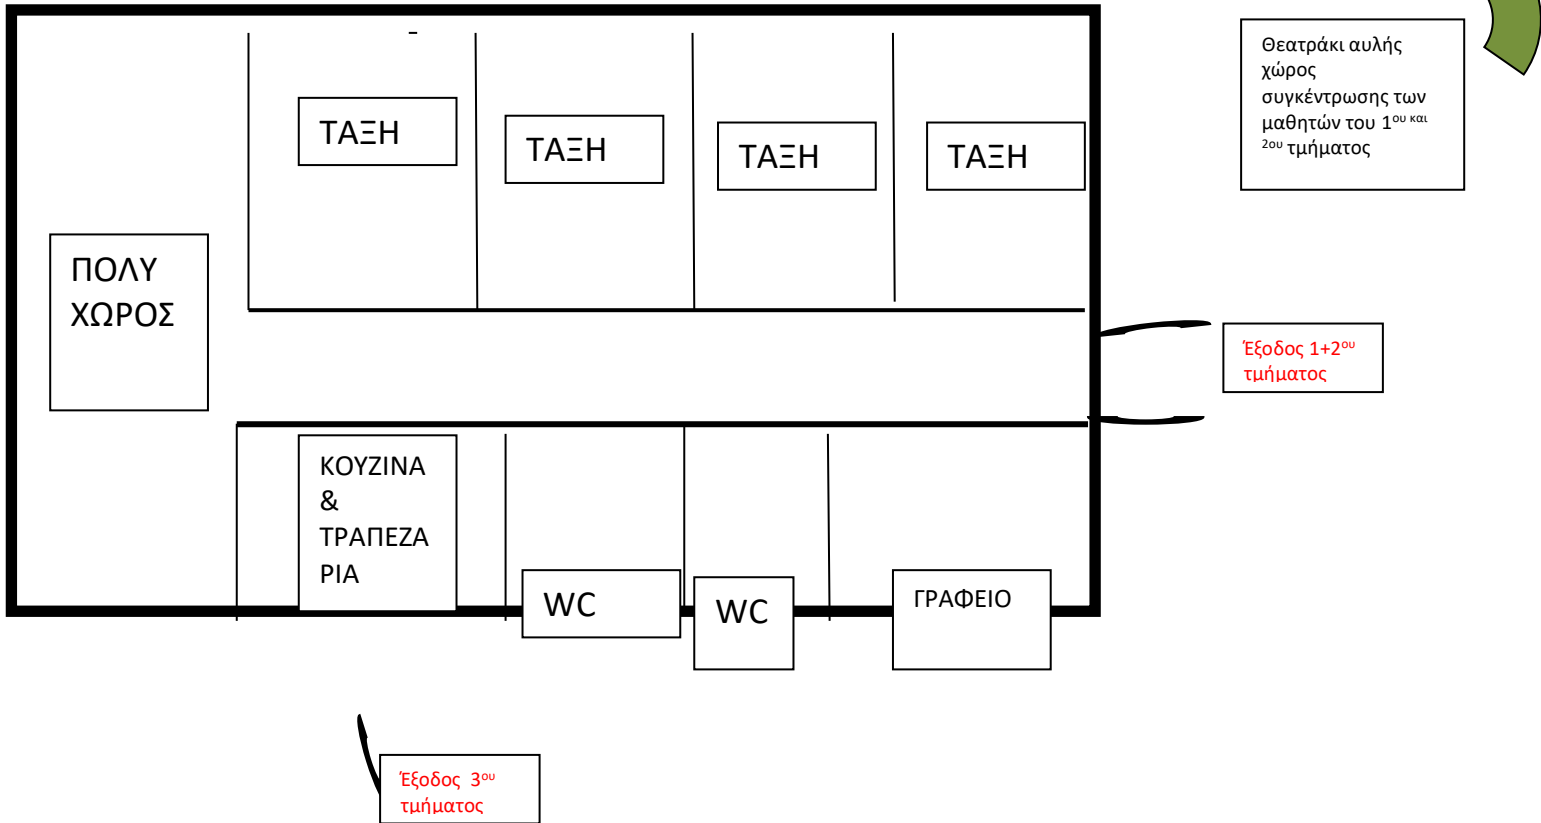 Θεατράκι αυλής
χώρος
συγκέντρωσης των
μαθητών του 1ου και
2ου τμήματος
ΤΑΞΗ
ΤΑΞΗ
ΤΑΞΗ
ΤΑΞΗ
ΠΟΛΥ
ΧΩΡΟΣ
Έξοδος 1+2ου
τμήματος
ΚΟΥΖΙΝΑ
&
ΤΡΑΠΕΖΑ
ΡΙΑ
WC
WC
ΓΡΑΦΕΙΟ
Έξοδος 3ου
τμήματος